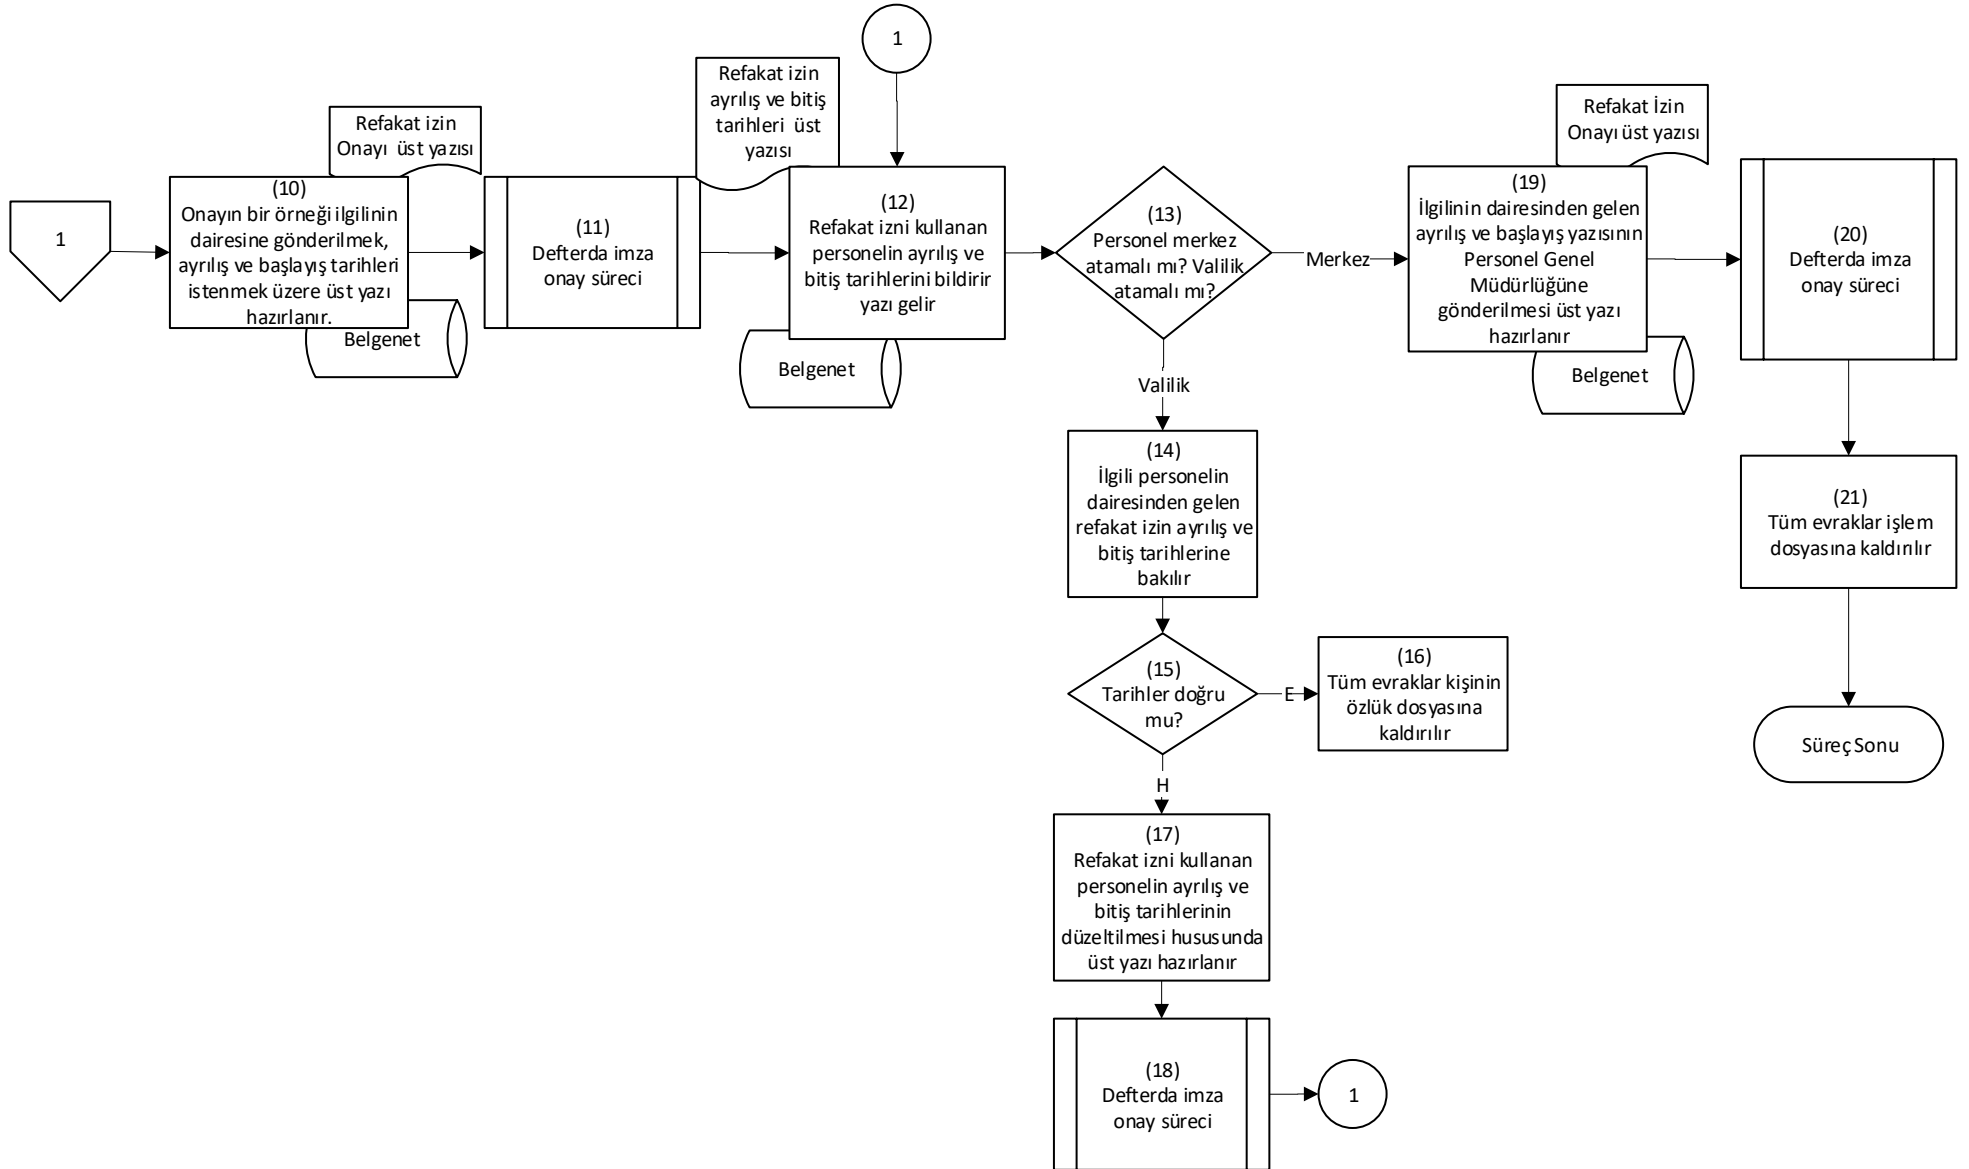 1
Refakat izin
Onayı üst yazısı
(10)
Onayın bir örneği ilgilinin
dairesine gönderilmek,
ayrılış ve başlayış tarihleri
istenmek üzere üst yazı
hazırlanır.
Belgenet
(11)
Defterda imza
onay süreci
Refakat izin
ayrılış ve bitiş
tarihleri üst
yazısı
1
(12)
Refakat izni kullanan
personelin ayrılış ve
bitiş tarihlerini bildirir
yazı gelir
Belgenet
(13)
Personel merkez
atamalı mı? Valilik
atamalı mı?
Merkez
Valilik
Refakat İzin
Onayı üst yazısı
(19)
İlgilinin dairesinden gelen
ayrılış ve başlayış yazısının
Personel Genel
Müdürlüğüne
gönderilmesi üst yazı
hazırlanır
Belgenet
(20)
Defterda imza
onay süreci
(21)
Tüm evraklar işlem
dosyasına kaldırılır
Süreç Sonu
(14)
İlgili personelin
dairesinden gelen
refakat izin ayrılış ve
bitiş tarihlerine
bakılır
(15)
Tarihler doğru
mu?
E
(16)
Tüm evraklar kişinin
özlük dosyasına
kaldırılır
H
(17)
Refakat izni kullanan
personelin ayrılış ve
bitiş tarihlerinin
düzeltilmesi hususunda
üst yazı hazırlanır
(18)
Defterda imza
onay süreci
1